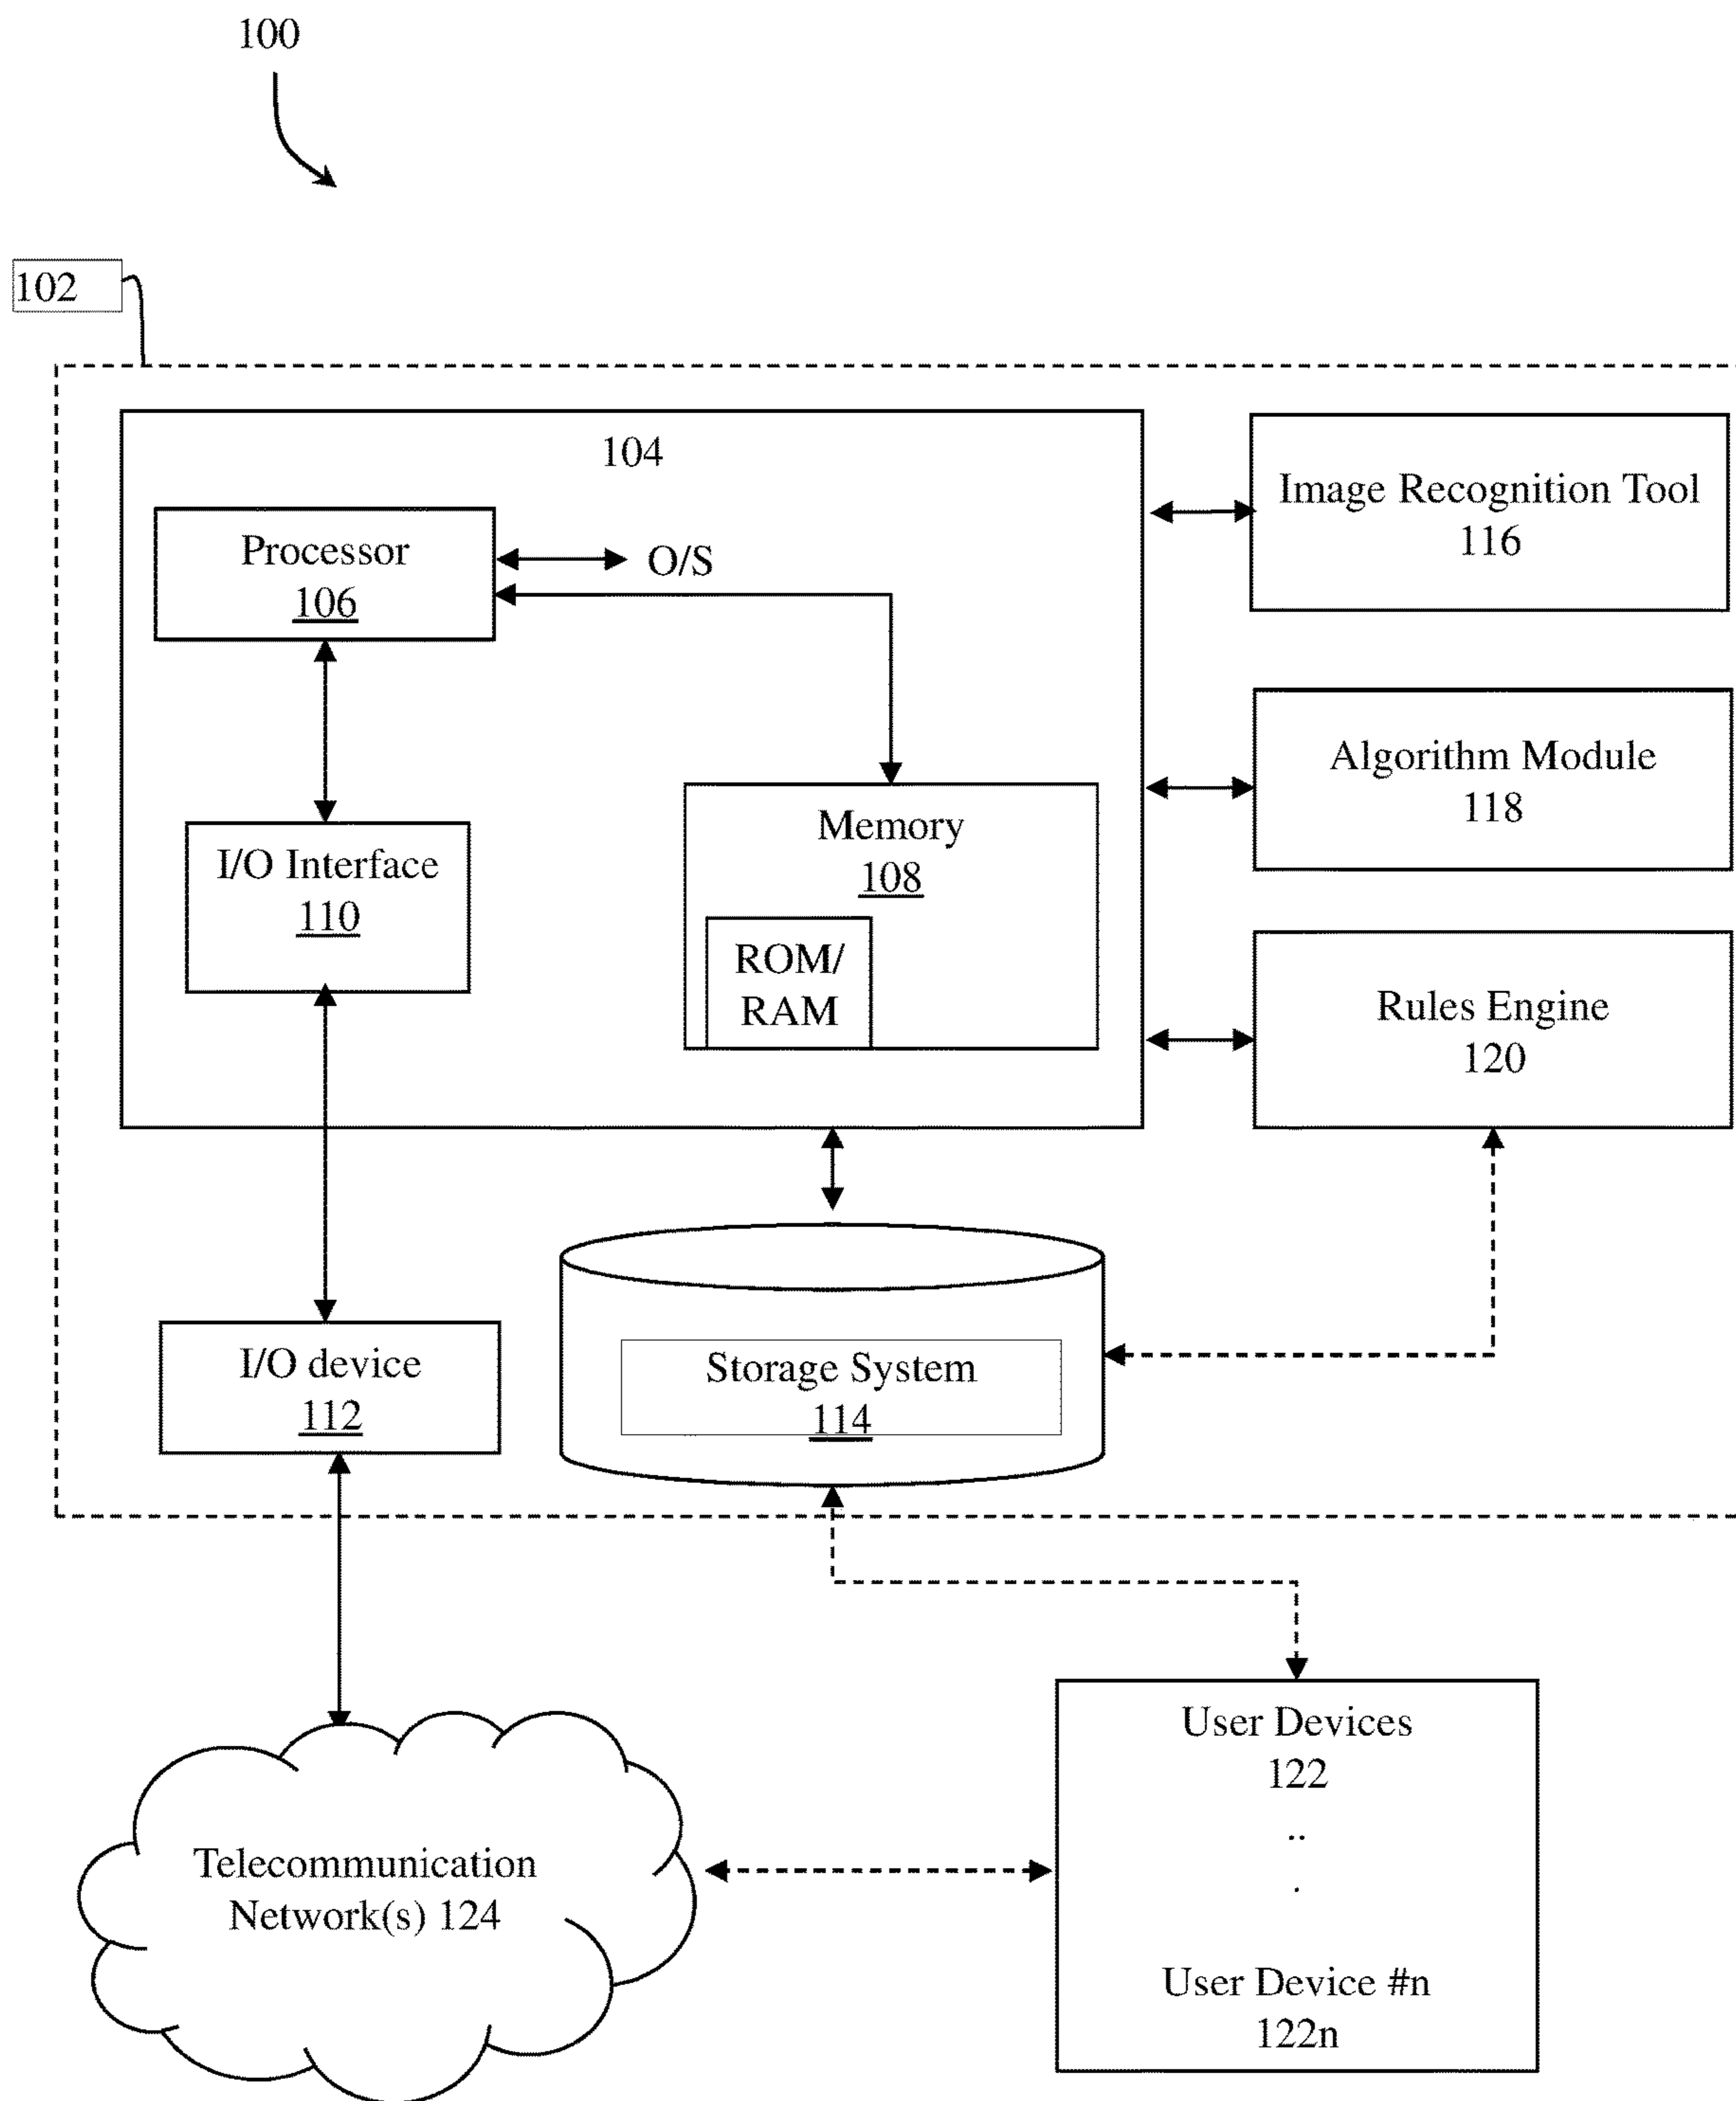 100
102
104
Processor
106
O/S
I/O Interface
110
Memory
108
ROM/
RAM
Image Recognition Tool
116
Algorithm Module
118
Rules Engine
120
I/O device
112
Storage System
114
Telecommunication
Network(s) 124
User Devices
122
..
.
User Device #n
122n